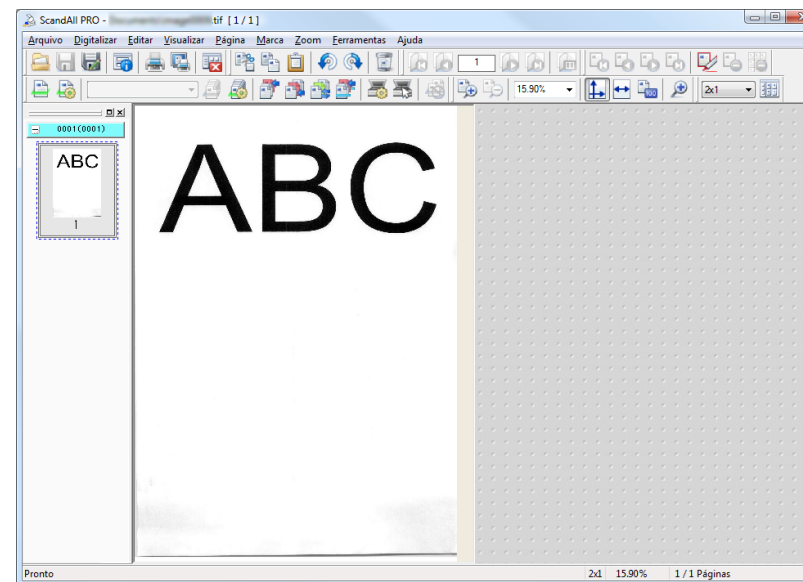 ScandAll PRO - .tif [ 1 / 1 ]
Arquivo Digitalizar Editar Visualizar Página Marca Zoom Ferramentas Ajuda
1
15.90% 100 2x1
0001(0001)
ABC
1
ABC
Pronto 2x1 15.90% 1 / 1 Páginas